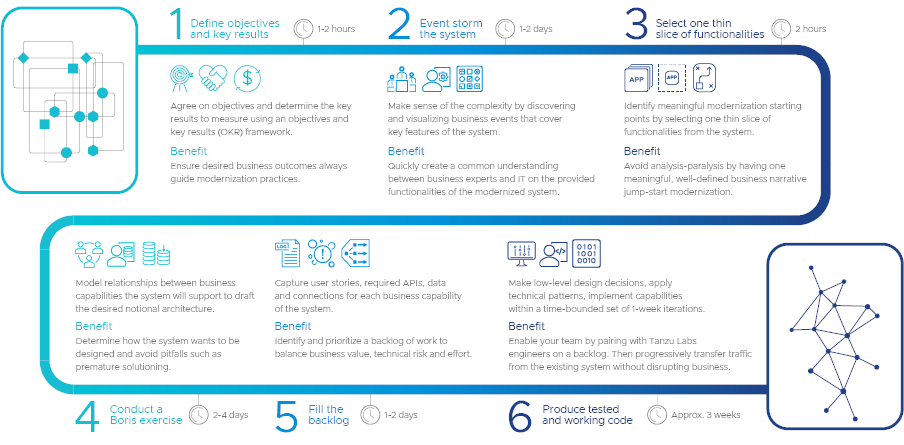 1 Define objectives
and key results
1-2 hours
2 Event storm
the system
1-2 days
3 Select one thin
slice of functionalities
2 hours
APP
APP
Agree on objectives and determine the key
results to measure using an objectives and
key results (OKR) framework.
Benefit
Ensure desired business outcomes always
guide modernization practices.
Make sense of the complexity by discovering
and visualizing business events that cover
key features of the system.
Benefit
Quickly create a common understanding
between business experts and IT on the provided
functionalities of the modernized system.
Identify meaningful modernization starting
points by selecting one thin slice of
functionalities from the system.
Benefit
Avoid analysis-paralysis by having one
meaningful, well-defined business narrative
jump-start modernization.
Model relationships between business
capabilities the system will support to draft
the desired notional architecture.
Benefit
Determine how the system wants to be
designed and avoid pitfalls such as
premature solutioning.
4 Conduct a
Boris exercise
2-4 days
LOG
Capture user stories, required APIs, data
and connections for each business capability
of the system.
Benefit
Identify and prioritize a backlog of work to
balance business value, technical risk and effort.
5 Fill the
backlog
1-2 days
0101
1001
0010
Make low-level design decisions, apply
technical patterns, implement capabilities
within a time-bounded set of 1-week iterations.
Benefit
Enable your team by pairing with Tanzu Labs
engineers on a backlog. Then progressively transfer traffic
from the existing system without disrupting business.
6 Produce tested
and working code
Approx. 3 weeks